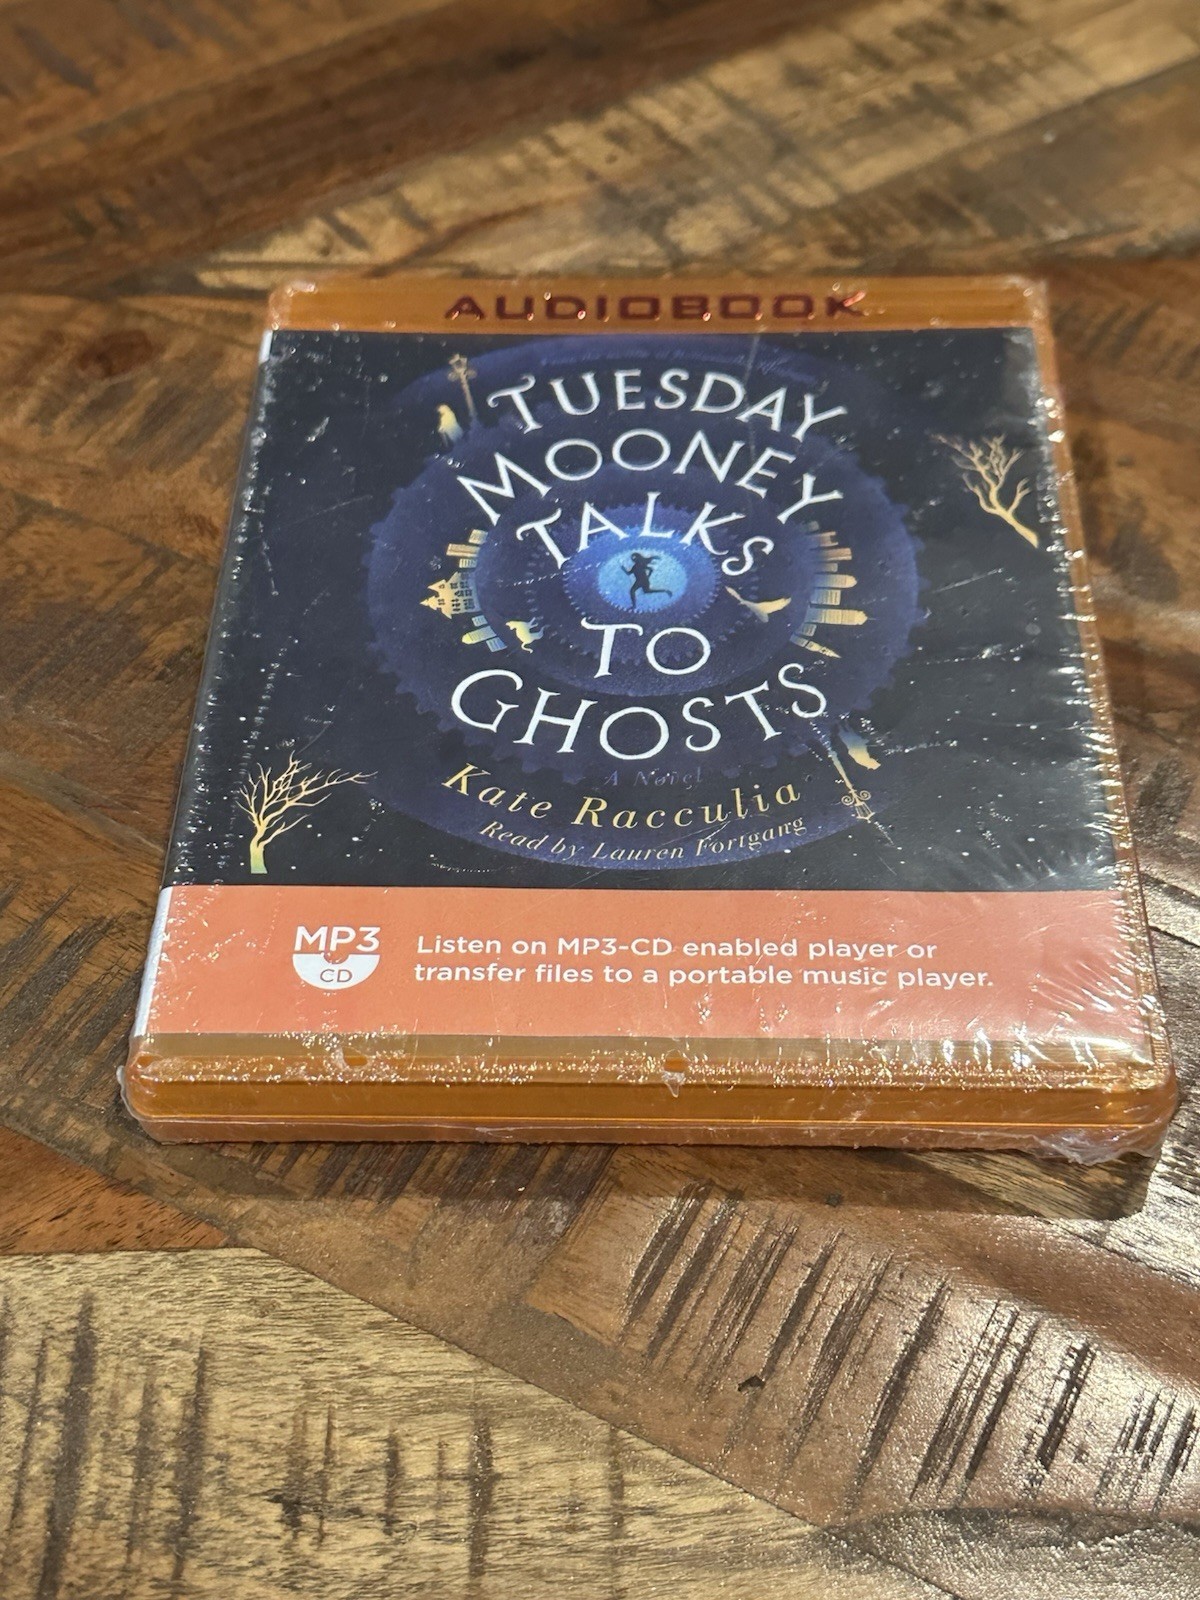 AUDIOBOOK
TUESDAY
MOONEY
TALKS
TO
GHOSTS
A Novel
Kate Racculia
Read by Lauren Fortgang
MP3
CD
Listen on MP3-CD enabled player or
transfer files to a portable music player.